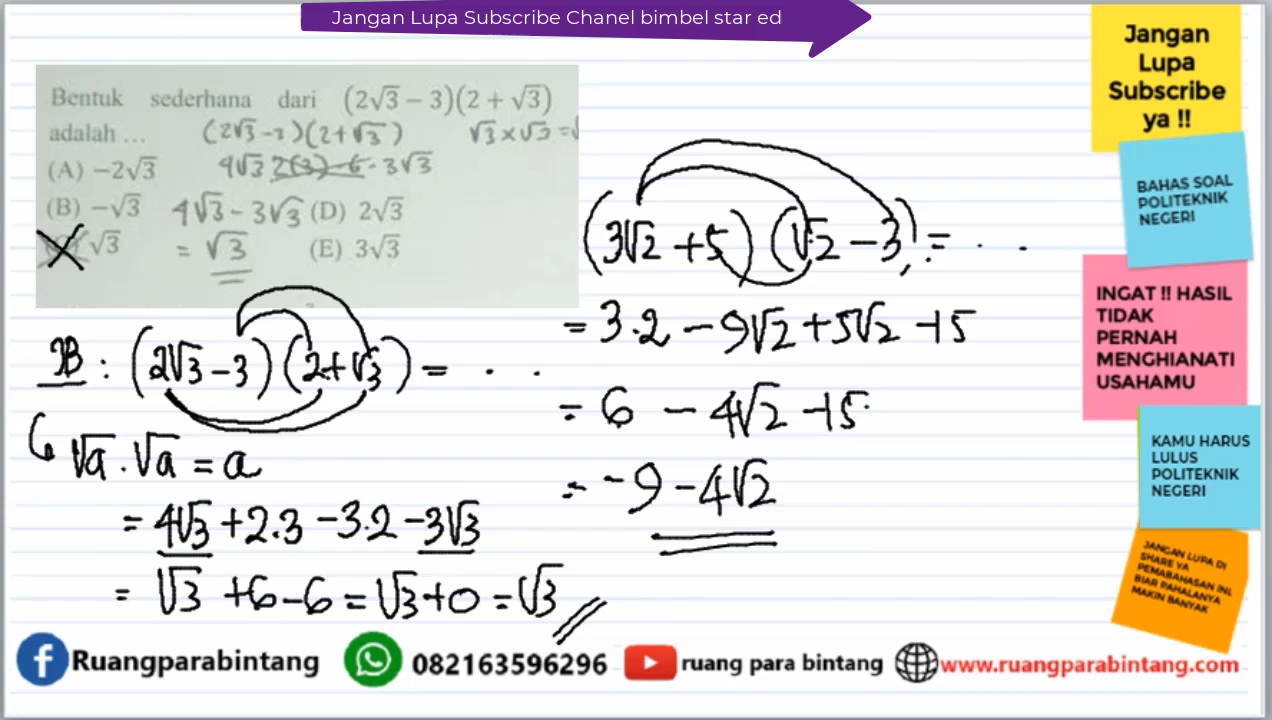 Jangan Lupa Subscribe Chanel bimbel star ed
Bentuk sederhana dari (2√3 − 3)(2 + √3)
adalah ...
(2√3 −3)(2+√3)
√3 × √3 =√
(A) −2√3
4√3 2(3) − 6 - 3√3
(B) −√3
4√3 − 3√3
(D) 2√3
√3
= √3
(E) 3√3
: (2√3 − 3)(2+√3) = . .
√a . √a = a
= 4√3 +2.3 −3.2 −3√3
= √3 +6−6 = √3+0 = √3
(3√2 +5)(√2 −3) = . .
= 3.2 − 9√2 +5√2 −15
= 6 − 4√2 −15
= −9 −4√2
Jangan
Lupa
Subscribe
ya !!
BAHAS SOAL
POLITEKNIK
NEGERI
INGAT !! HASIL
TIDAK
PERNAH
MENGHIANATI
USAHAMU
KAMU HARUS
LULUS
POLITEKNIK
NEGERI
JANGAN LUPA DI
SHARE YA
PEMABAHASAN INI,
BIAR PAHALANYA
MAKIN BANYAK
Ruangparabintang
082163596296
ruang para bintang
www.ruangparabintang.com